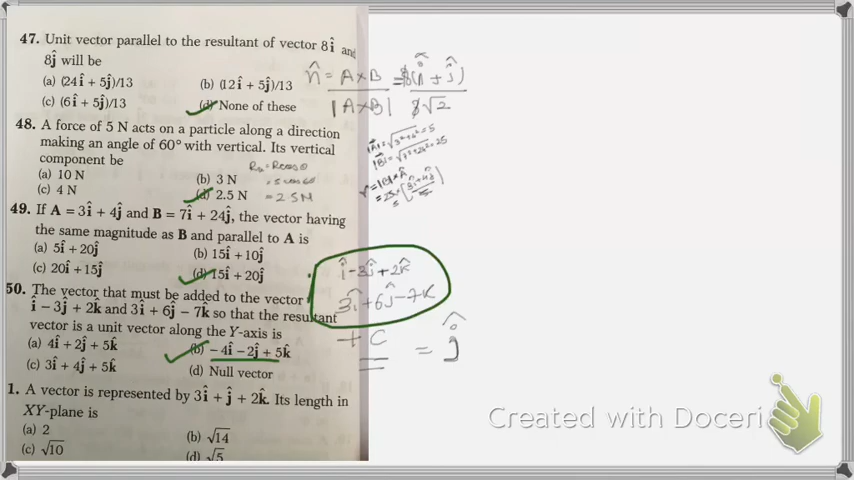 47. Unit vector parallel to the resultant of vector 8î and
8ĵ will be
(a) (24î + 5ĵ)/13
(b) (12î + 5ĵ)/13
(c) (6î + 5ĵ)/13
(d) None of these
48. A force of 5 N acts on a particle along a direction
making an angle of 60° with vertical. Its vertical
component be
(a) 10 N
(b) 3 N
(c) 4 N
(d) 2.5 N
49. If A = 3î + 4ĵ and B = 7î + 24ĵ, the vector having
the same magnitude as B and parallel to A is
(a) 5î + 20ĵ
(b) 15î + 10ĵ
(c) 20î + 15ĵ
(d) 15î + 20ĵ
50. The vector that must be added to the vector
î − 3ĵ + 2k̂ and 3î + 6ĵ − 7k̂ so that the resultant
vector is a unit vector along the Y-axis is
(a) 4î + 2ĵ + 5k̂
(b) − 4î − 2ĵ + 5k̂
(c) 3î + 4ĵ + 5k̂
(d) Null vector
1. A vector is represented by 3î + ĵ + 2k̂. Its length in
XY-plane is
(a) 2
(b) √14
(c) √10
(d) √5
= 2.5N
n̂ = A × B = 8(î + ĵ)
|A × B| 8√2
î − 3ĵ + 2k̂
3î + 6ĵ − 7k
+ C = ĵ
Created with Doceri